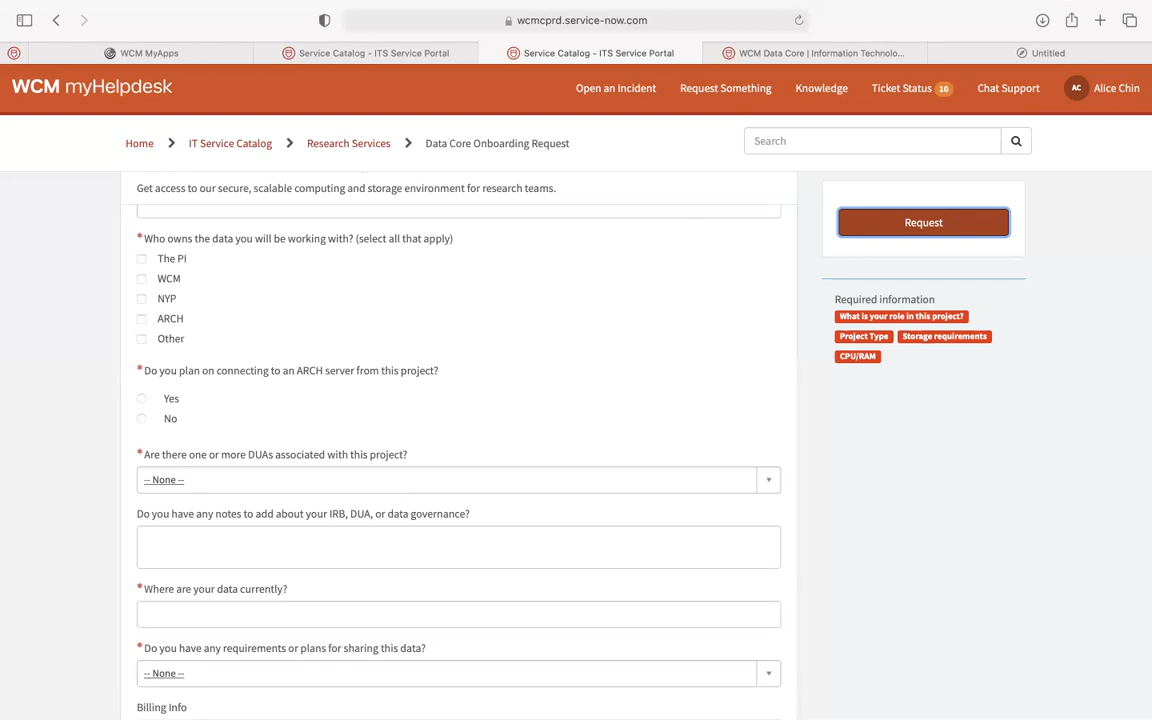 wcmcprd.service-now.com
WCM MyApps
Service Catalog - ITS Service Portal
Service Catalog - ITS Service Portal
WCM Data Core | Information Technolo...
Untitled
WCM myHelpdesk
Open an Incident
Request Something
Knowledge
Ticket Status 10
Chat Support
AC
Alice Chin
Home
IT Service Catalog
Research Services
Data Core Onboarding Request
Search
Get access to our secure, scalable computing and storage environment for research teams.
*Who owns the data you will be working with? (select all that apply)
The PI
WCM
NYP
ARCH
Other
*Do you plan on connecting to an ARCH server from this project?
Yes
No
*Are there one or more DUAs associated with this project?
-- None --
Do you have any notes to add about your IRB, DUA, or data governance?
*Where are your data currently?
*Do you have any requirements or plans for sharing this data?
-- None --
Billing Info
Request
Required information
What is your role in this project?
Project Type
Storage requirements
CPU/RAM